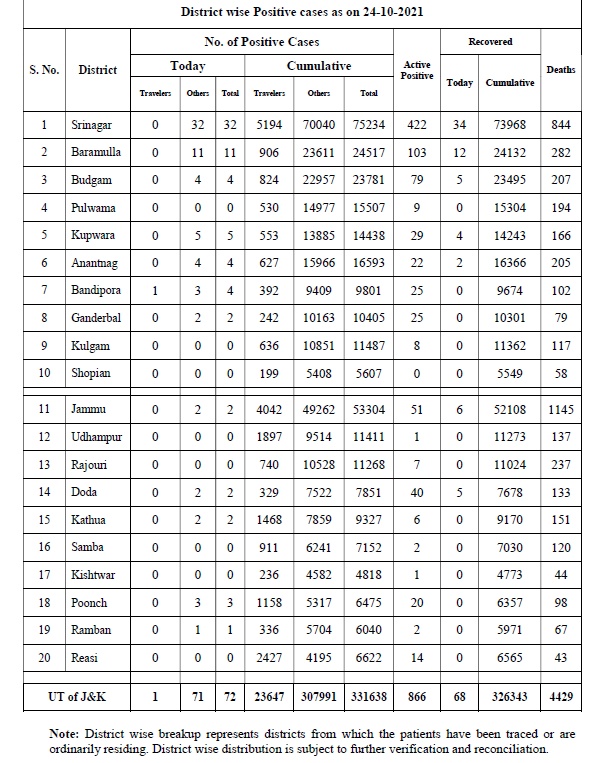 District wise Positive cases as on 24-10-2021
S. No. District No. of Positive Cases Active Positive Recovered Deaths
Today Cumulative Today Cumulative
Travelers Others Total Travelers Others Total
1 Srinagar 0 32 32 5194 70040 75234 422 34 73968 844
2 Baramulla 0 11 11 906 23611 24517 103 12 24132 282
3 Budgam 0 4 4 824 22957 23781 79 5 23495 207
4 Pulwama 0 0 0 530 14977 15507 9 0 15304 194
5 Kupwara 0 5 5 553 13885 14438 29 4 14243 166
6 Anantnag 0 4 4 627 15966 16593 22 2 16366 205
7 Bandipora 1 3 4 392 9409 9801 25 0 9674 102
8 Ganderbal 0 2 2 242 10163 10405 25 0 10301 79
9 Kulgam 0 0 0 636 10851 11487 8 0 11362 117
10 Shopian 0 0 0 199 5408 5607 0 0 5549 58
11 Jammu 0 2 2 4042 49262 53304 51 6 52108 1145
12 Udhampur 0 0 0 1897 9514 11411 1 0 11273 137
13 Rajouri 0 0 0 740 10528 11268 7 0 11024 237
14 Doda 0 2 2 329 7522 7851 40 5 7678 133
15 Kathua 0 2 2 1468 7859 9327 6 0 9170 151
16 Samba 0 0 0 911 6241 7152 2 0 7030 120
17 Kishtwar 0 0 0 236 4582 4818 1 0 4773 44
18 Poonch 0 3 3 1158 5317 6475 20 0 6357 98
19 Ramban 0 1 1 336 5704 6040 2 0 5971 67
20 Reasi 0 0 0 2427 4195 6622 14 0 6565 43
UT of J&K 1 71 72 23647 307991 331638 866 68 326343 4429
Note: District wise breakup represents districts from which the patients have been traced or are
ordinarily residing. District wise distribution is subject to further verification and reconciliation.